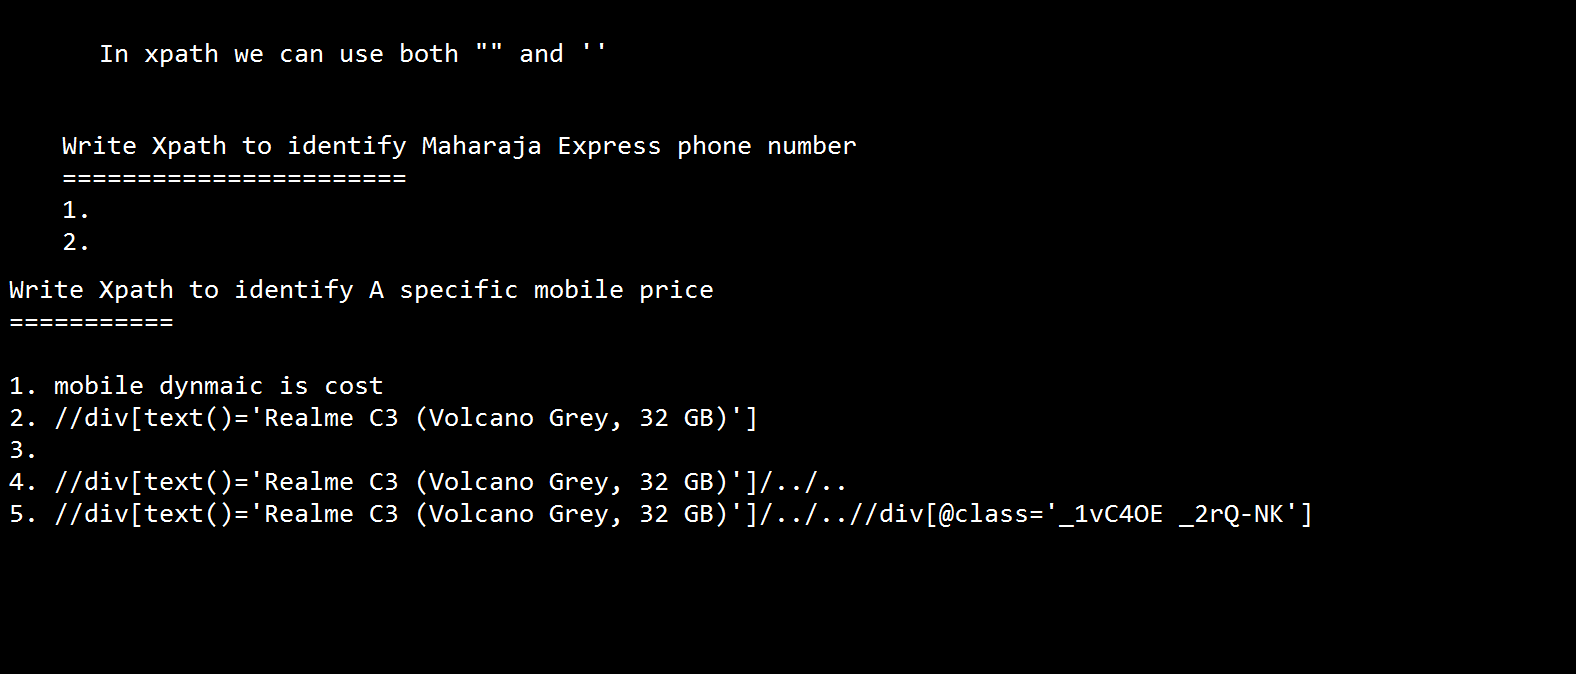 In xpath we can use both "" and ''
Write Xpath to identify Maharaja Express phone number
=======================
1.
2.
Write Xpath to identify A specific mobile price
===========
1. mobile dynmaic is cost
2. //div[text()='Realme C3 (Volcano Grey, 32 GB)']
3.
4. //div[text()='Realme C3 (Volcano Grey, 32 GB)']/../..
5. //div[text()='Realme C3 (Volcano Grey, 32 GB)']/../..//div[@class='_1vC4OE _2rQ-NK']